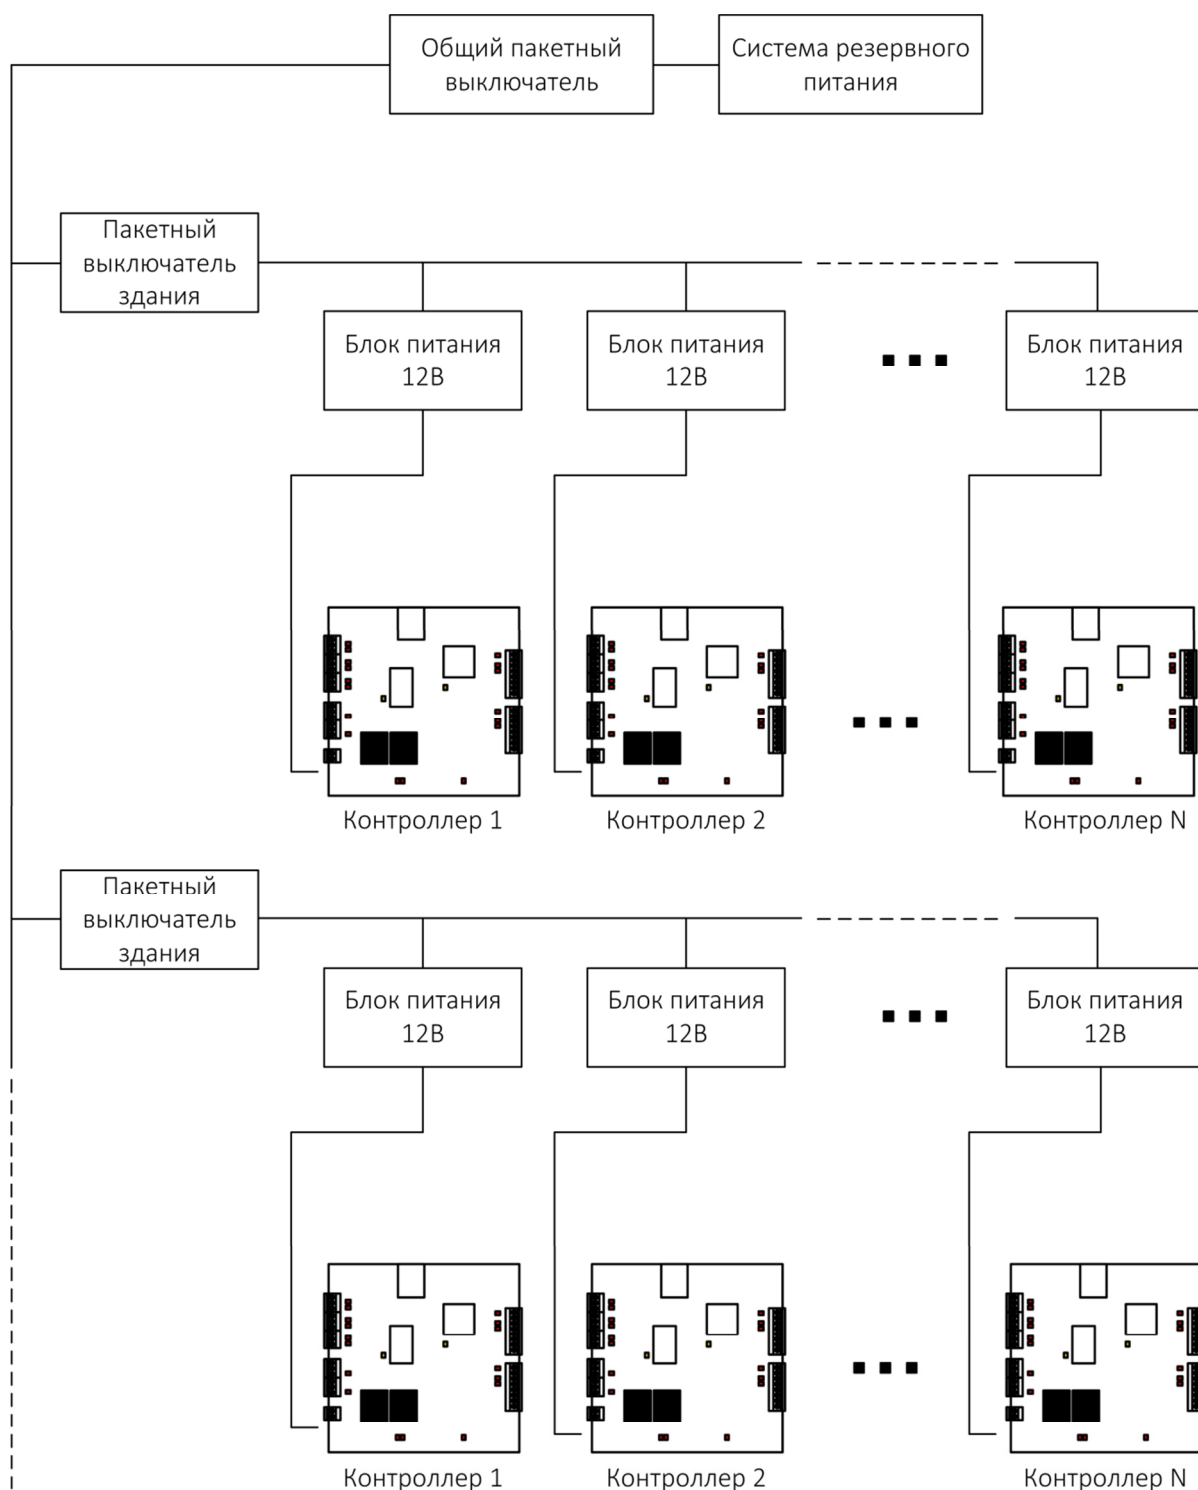 Общий пакетный
выключатель
Система резервного
питания
Пакетный
выключатель
здания
Блок питания
12В
Блок питания
12В
Блок питания
12В
Контроллер 1
Контроллер 2
Контроллер N
Пакетный
выключатель
здания
Блок питания
12В
Блок питания
12В
Блок питания
12В
Контроллер 1
Контроллер 2
Контроллер N